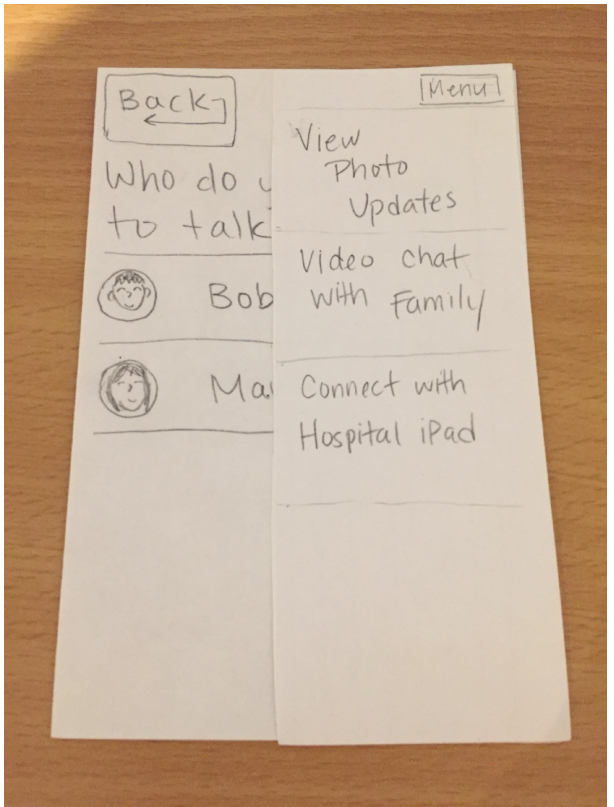 Back
Who do
to talk
Bob
Menu
View
Photo
Updates
Video chat
with Family
Connect with
Hospital iPad